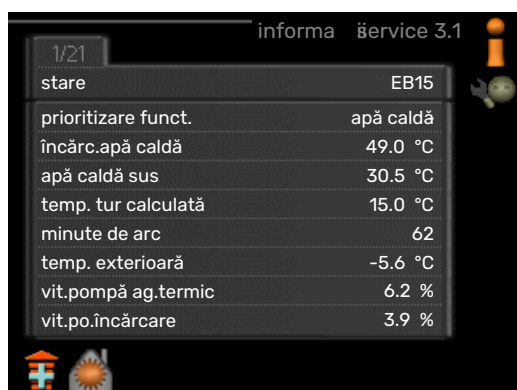 informa service 3.1
1/21
stare EB15
prioritizare funct. apă caldă
încărc.apă caldă 49.0 °C
apă caldă sus 30.5 °C
temp. tur calculată 15.0 °C
minute de arc 62
temp. exterioară -5.6 °C
vit.pompă ag.termic 6.2 %
vit.po.încărcare 3.9 %